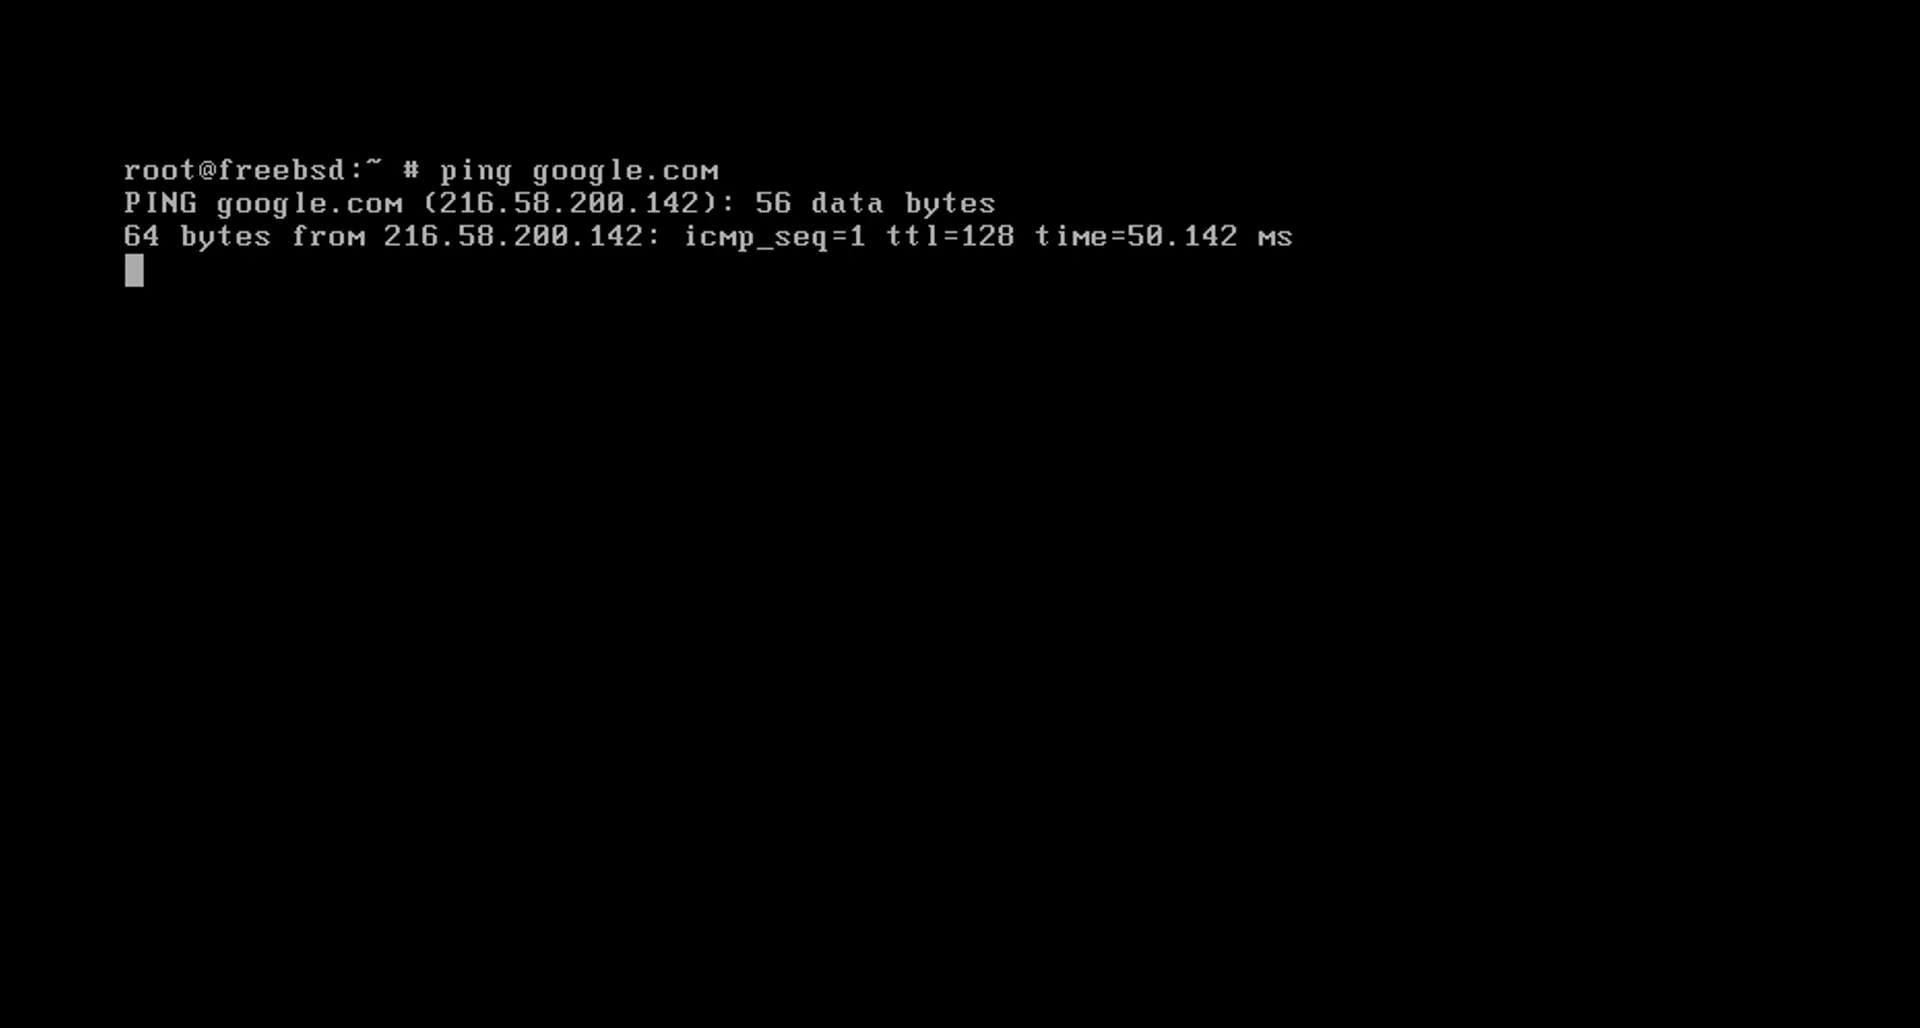 root@freebsd:~ # ping google.com
PING google.com (216.58.200.142): 56 data bytes
64 bytes from 216.58.200.142: icmp_seq=1 ttl=128 time=50.142 ms